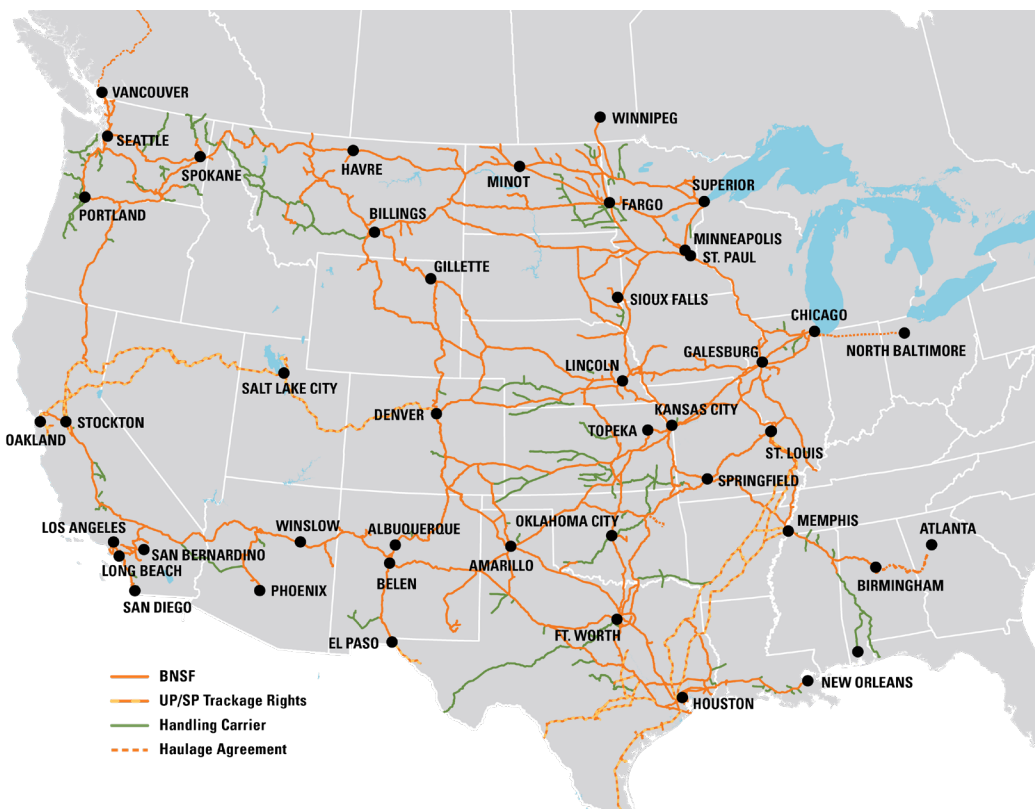 VANCOUVER
WINNIPEG
SEATTLE
SPOKANE
HAVRE
MINOT
SUPERIOR
PORTLAND
BILLINGS
FARGO
MINNEAPOLIS
ST. PAUL
GILLETTE
SIOUX FALLS
CHICAGO
NORTH BALTIMORE
SALT LAKE CITY
LINCOLN
GALESBURG
DENVER
KANSAS CITY
OAKLAND
STOCKTON
TOPEKA
ST. LOUIS
SPRINGFIELD
LOS ANGELES
WINSLOW
ALBUQUERQUE
OKLAHOMA CITY
MEMPHIS
ATLANTA
SAN BERNARDINO
LONG BEACH
BELEN
AMARILLO
BIRMINGHAM
SAN DIEGO
PHOENIX
EL PASO
FT. WORTH
NEW ORLEANS
HOUSTON
BNSF
UP/SP Trackage Rights
Handling Carrier
Haulage Agreement